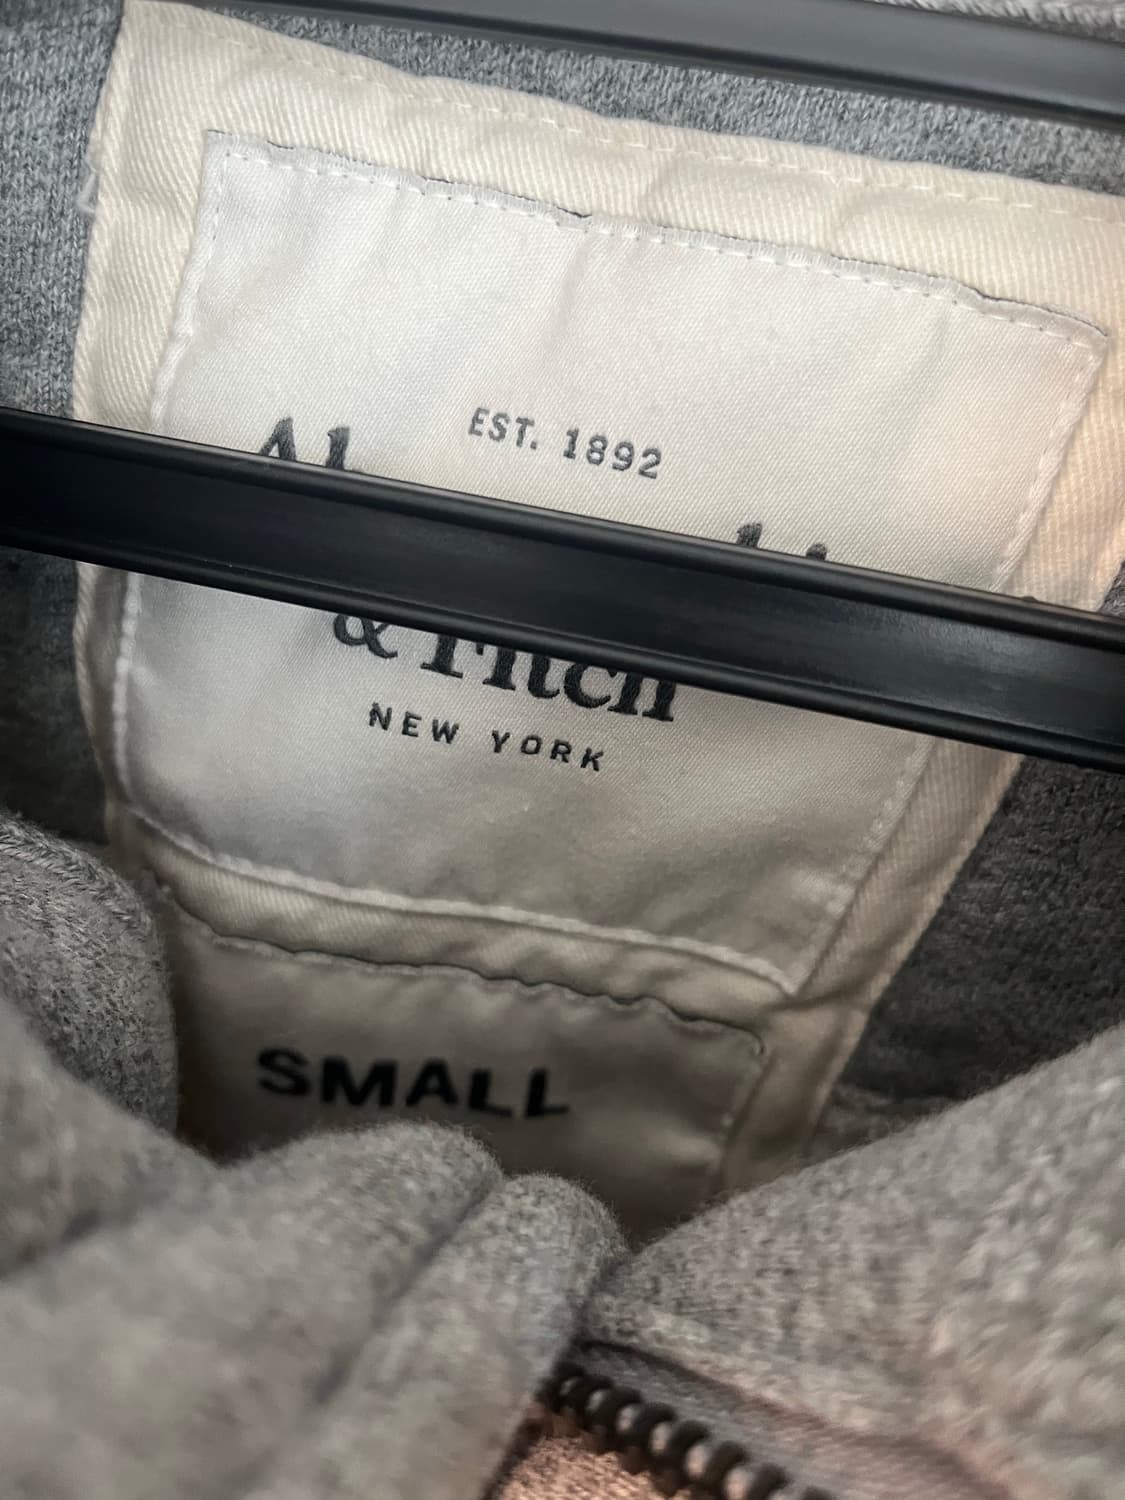 EST. 1892
& Fitch
NEW YORK
SMALL